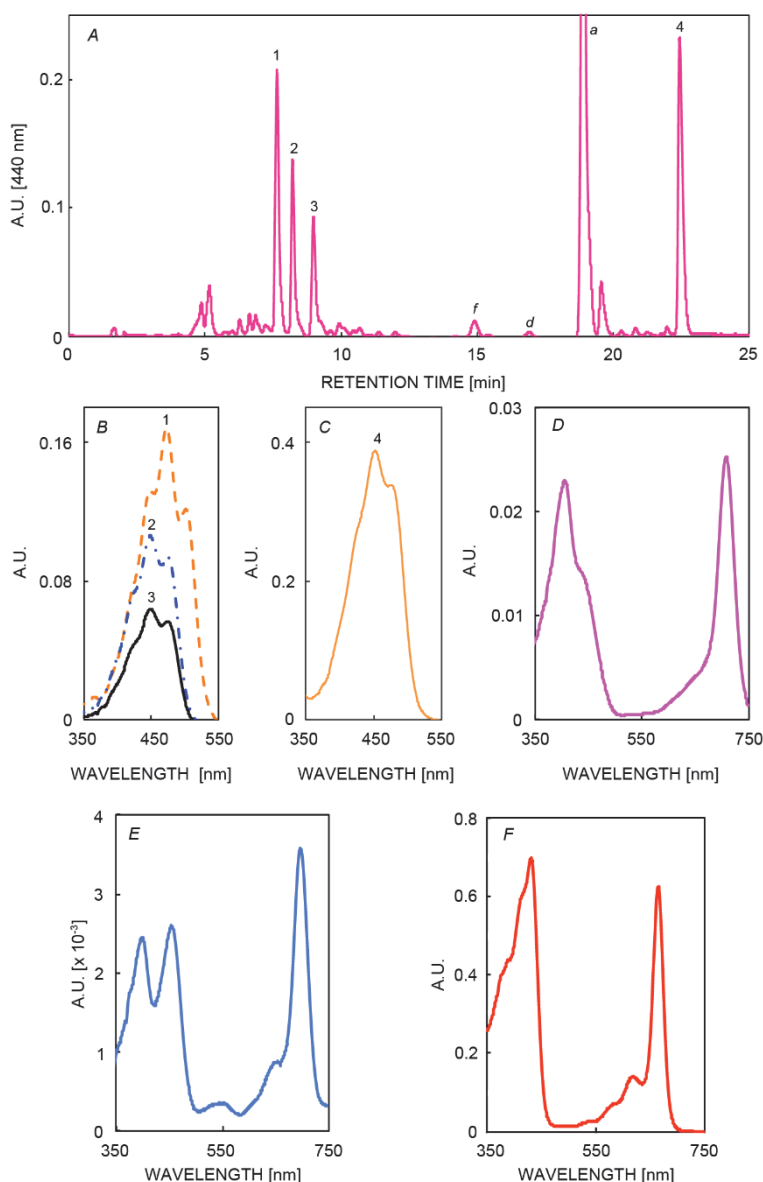 A
A.U. [440 nm]
0.2
0.1
0
1
2
3
f
d
a
4
0 5 10 15 20 25
RETENTION TIME [min]
B
A.U.
0.16
0.08
0
1
2
3
350 450 550
WAVELENGTH [nm]
C
A.U.
0.4
0.2
0
4
350 450 550
WAVELENGTH [nm]
D
A.U.
0.03
0.02
0.01
0
350 550 750
WAVELENGTH [nm]
E
A.U. [x 10⁻³]
4
3
2
1
0
350 550 750
WAVELENGTH [nm]
F
A.U.
0.8
0.6
0.4
0.2
0
350 550 750
WAVELENGTH [nm]